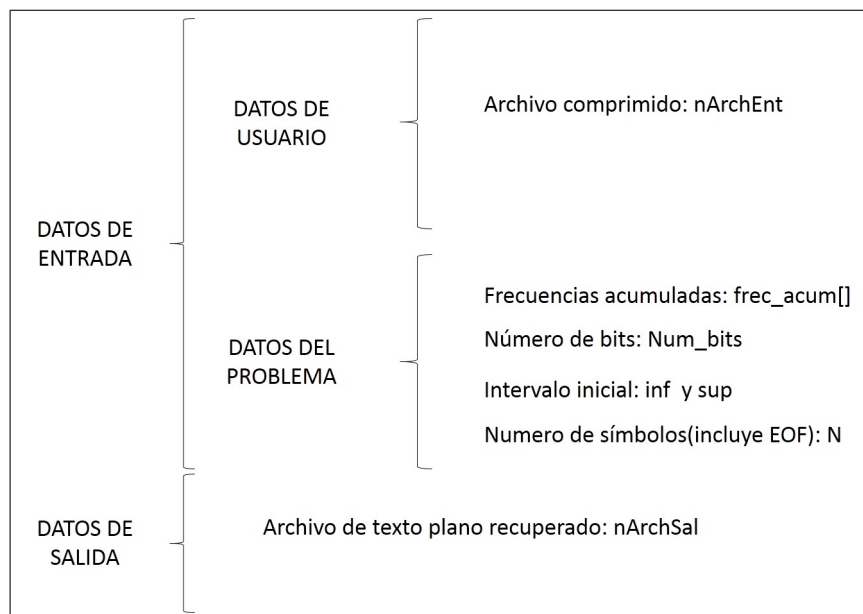 DATOS DE
ENTRADA
DATOS DE
USUARIO
Archivo comprimido: nArchEnt
DATOS DEL
PROBLEMA
Frecuencias acumuladas: frec_acum[]
Número de bits: Num_bits
Intervalo inicial: inf y sup
Numero de símbolos(incluye EOF): N
DATOS DE
SALIDA
Archivo de texto plano recuperado: nArchSal